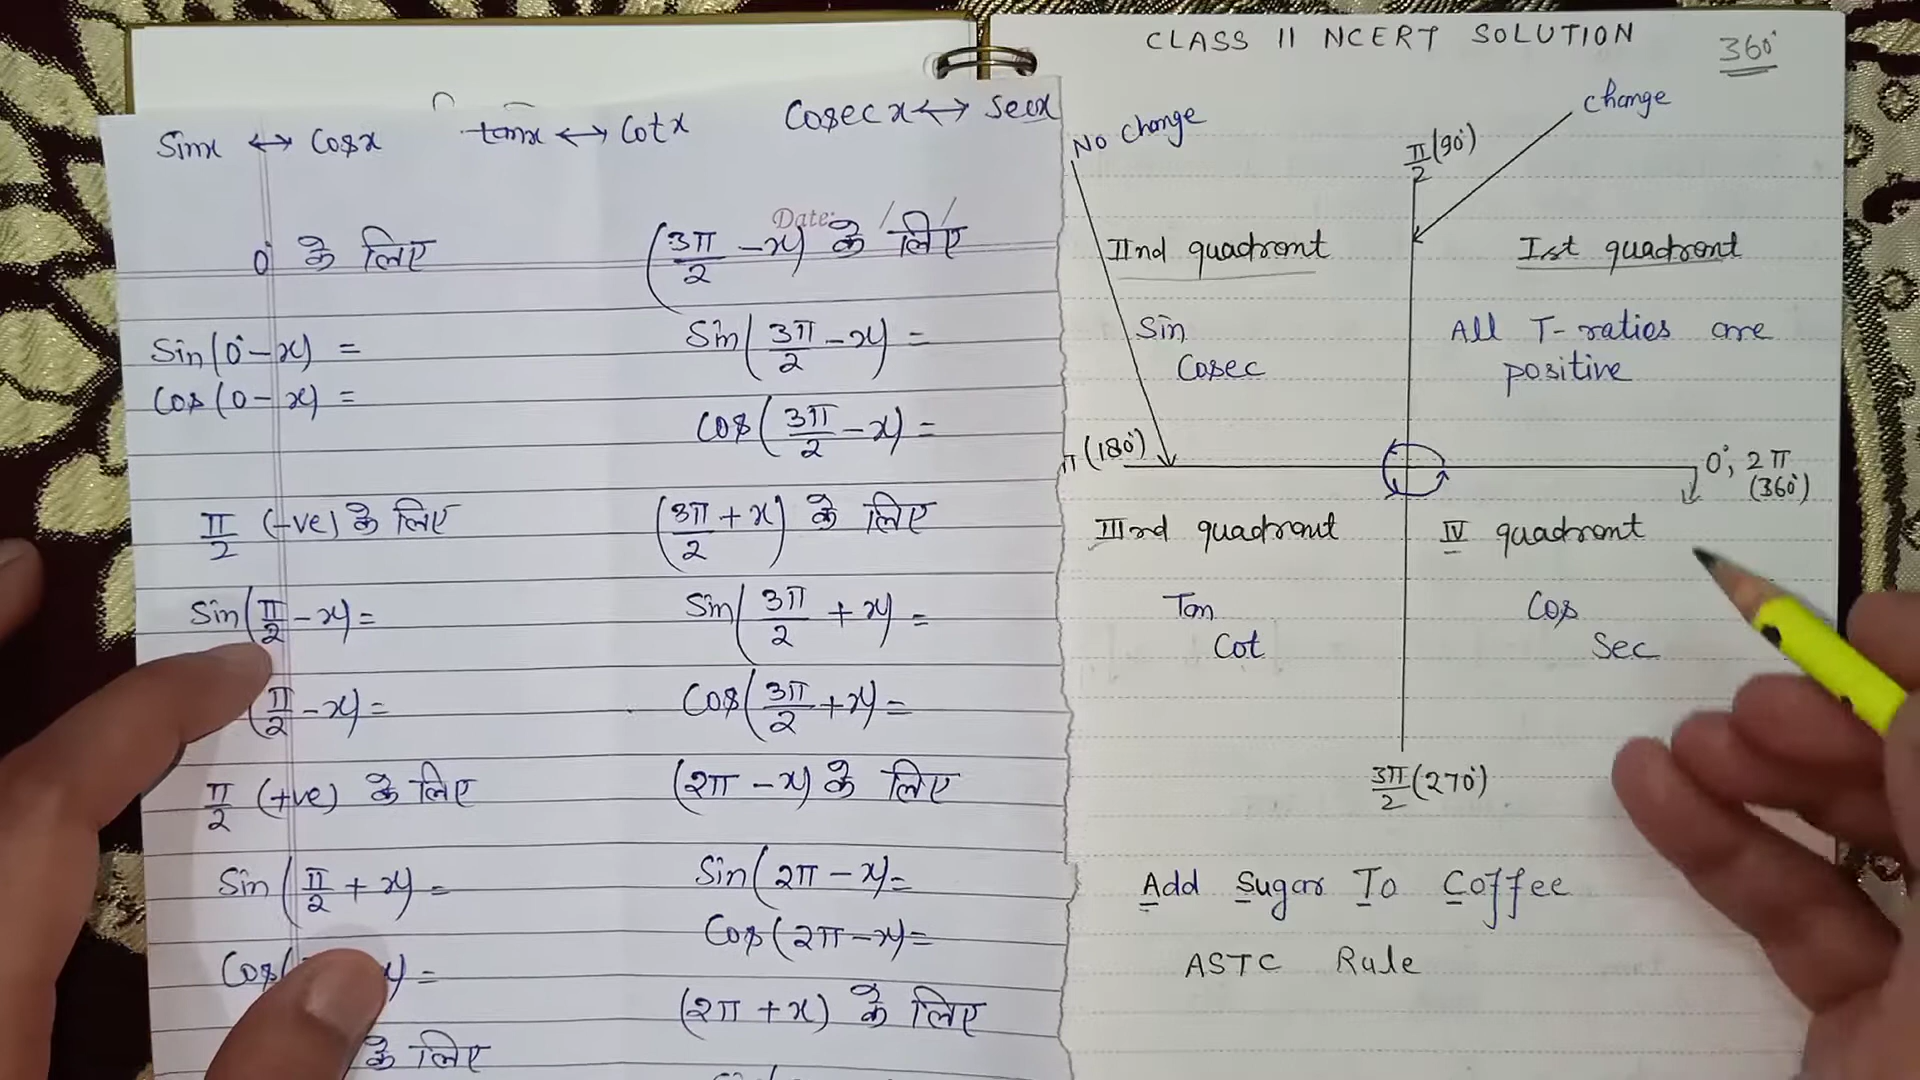 Sinx ↔ Cosx tanx ↔ Cotx Cosec x ↔ Secx
Date: / /
0° के लिए
Sin(0°-x) =
Cos(0-x) =
π/2 (-ve) के लिए
Sin(π/2 - x) =
(π/2 - x) =
π/2 (+ve) के लिए
Sin(π/2 + x) =
Cos( x) =
के लिए
(3π/2 - x) के लिए
Sin(3π/2 - x) =
Cos(3π/2 - x) =
(3π/2 + x) के लिए
Sin(3π/2 + x) =
Cos(3π/2 + x) =
(2π - x) के लिए
Sin(2π - x) =
Cos(2π - x) =
(2π + x) के लिए
CLASS 11 NCERT SOLUTION
360°
No change
change
π/2 (90°)
IInd quadrant
Ist quadrant
Sin
Cosec
All T-ratios are
positive
π (180°)
0°, 2π
(360°)
IIIrd quadrant
IV quadrant
Tan
Cot
Cos
Sec
3π/2 (270°)
Add Sugar To Coffee
ASTC Rule